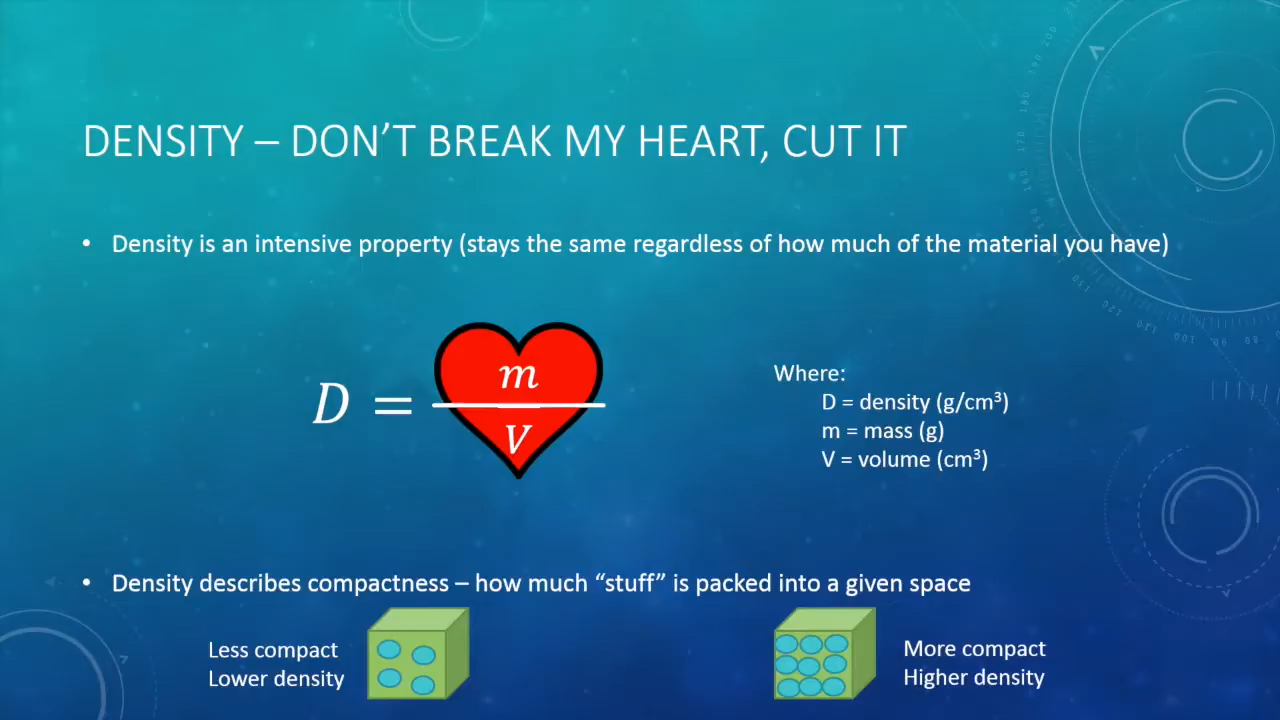 DENSITY – DON'T BREAK MY HEART, CUT IT
• Density is an intensive property (stays the same regardless of how much of the material you have)
D = m/V
Where:
D = density (g/cm³)
m = mass (g)
V = volume (cm³)
• Density describes compactness – how much “stuff” is packed into a given space
Less compact
Lower density
More compact
Higher density